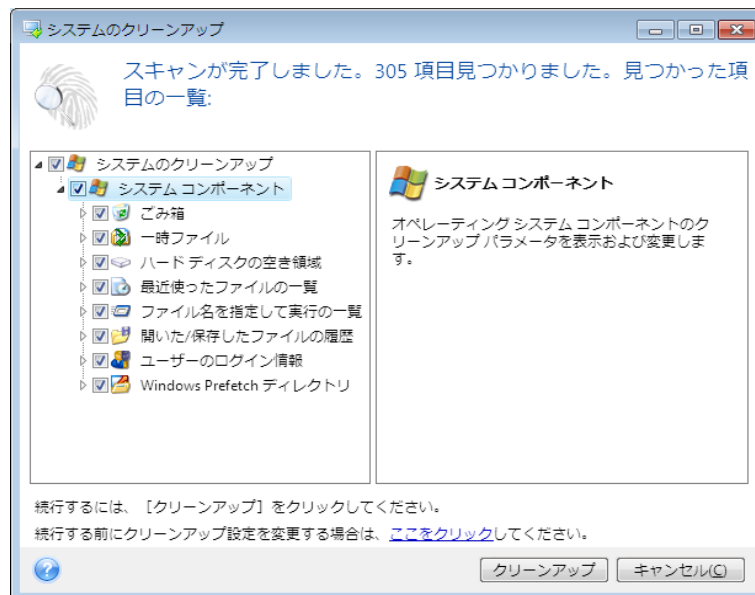 システムのクリーンアップ
スキャンが完了しました。305 項目見つかりました。見つかった項
目の一覧:
システムのクリーンアップ
システム コンポーネント
ごみ箱
一時ファイル
ハード ディスクの空き領域
最近使ったファイルの一覧
ファイル名を指定して実行の一覧
開いた/保存したファイルの履歴
ユーザーのログイン情報
Windows Prefetch ディレクトリ
システム コンポーネント
オペレーティング システム コンポーネントのク
リーンアップ パラメータを表示および変更しま
す。
続行するには、［クリーンアップ］をクリックしてください。
続行する前にクリーンアップ設定を変更する場合は、ここをクリックしてください。
クリーンアップ
キャンセル(C)